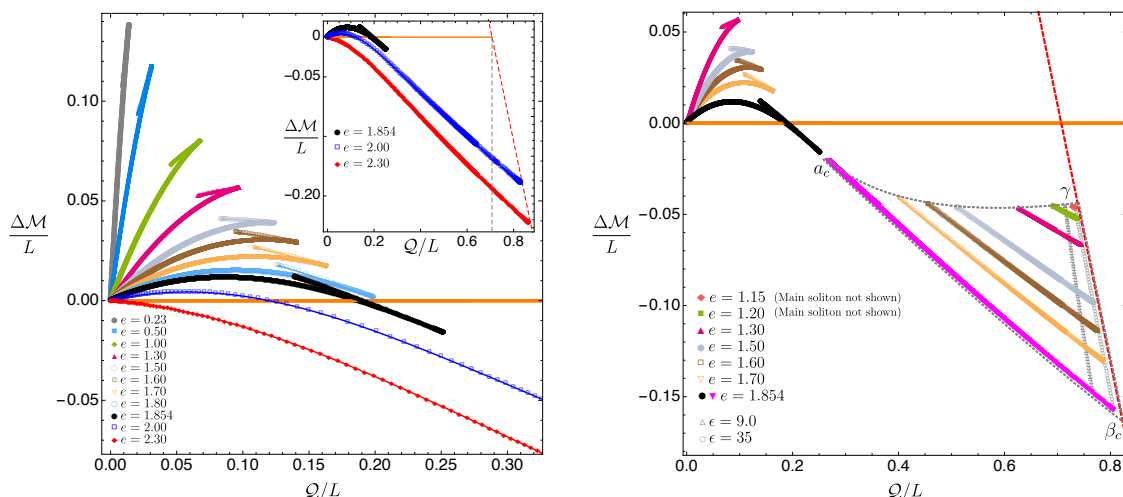 0.10
0.05
0.00
-0.05
ΔM/L
0.00 0.05 0.10 0.15 0.20 0.25 0.30
Q/L
e = 0.23
e = 0.50
e = 1.00
e = 1.30
e = 1.50
e = 1.60
e = 1.70
e = 1.80
e = 1.854
e = 2.00
e = 2.30
0
-0.05
-0.20
ΔM/L
e = 1.854
e = 2.00
e = 2.30
0 0.2 0.4 0.6 0.8
Q/L
0.05
0.00
-0.05
-0.10
-0.15
ΔM/L
a_c
γ
β_c
e = 1.15 (Main soliton not shown)
e = 1.20 (Main soliton not shown)
e = 1.30
e = 1.50
e = 1.60
e = 1.70
e = 1.854
ϵ = 9.0
ϵ = 35
0.0 0.2 0.4 0.6 0.8
Q/L